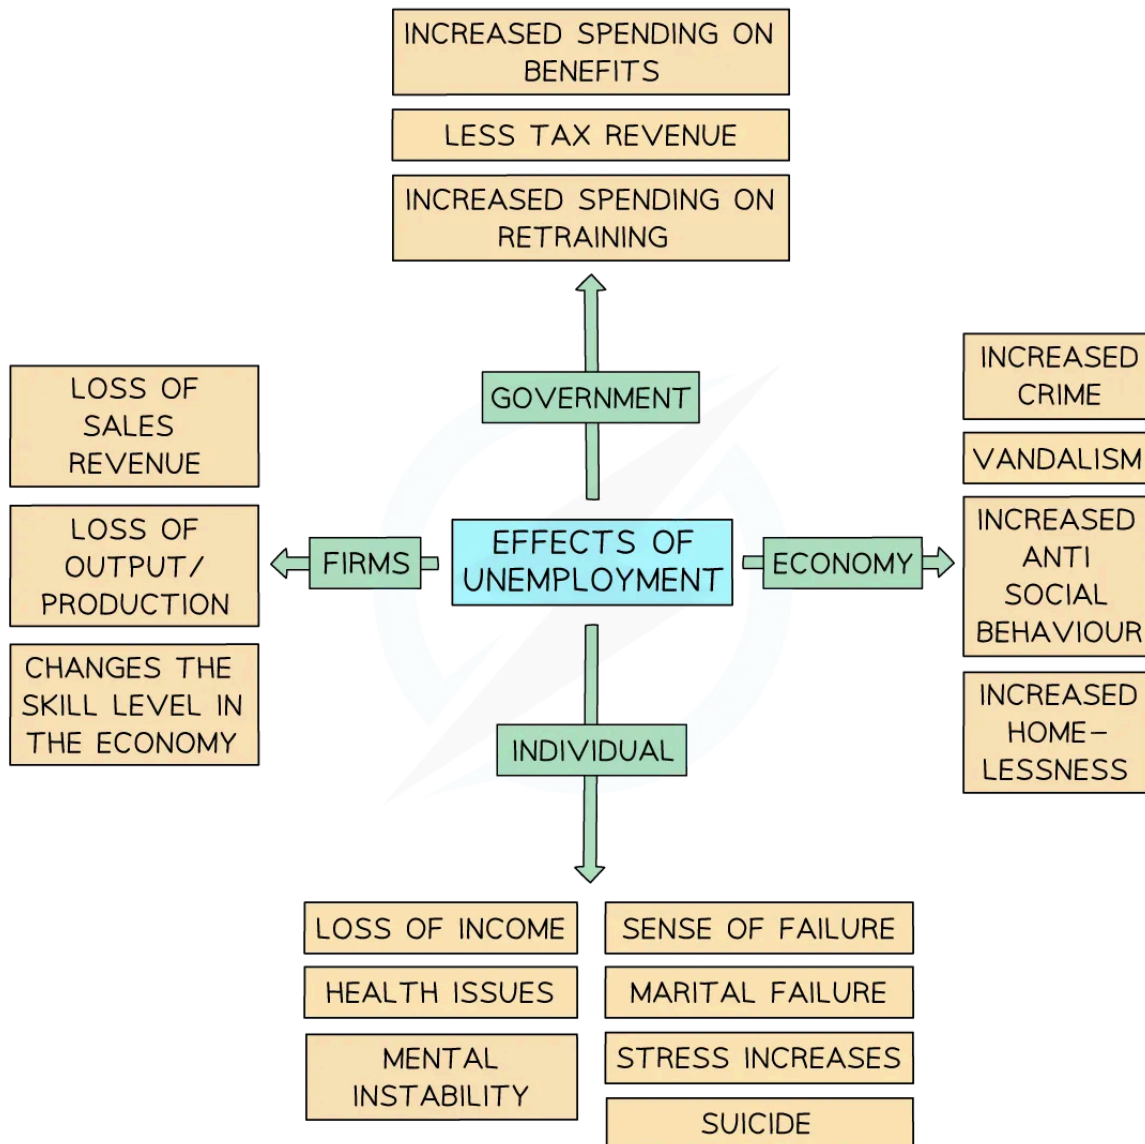 INCREASED SPENDING ON
BENEFITS
LESS TAX REVENUE
INCREASED SPENDING ON
RETRAINING
GOVERNMENT
LOSS OF
SALES
REVENUE
LOSS OF
OUTPUT/
PRODUCTION
CHANGES THE
SKILL LEVEL IN
THE ECONOMY
FIRMS
EFFECTS OF
UNEMPLOYMENT
ECONOMY
INCREASED
CRIME
VANDALISM
INCREASED
ANTI
SOCIAL
BEHAVIOUR
INCREASED
HOME-
LESSNESS
INDIVIDUAL
LOSS OF INCOME
HEALTH ISSUES
MENTAL
INSTABILITY
SENSE OF FAILURE
MARITAL FAILURE
STRESS INCREASES
SUICIDE